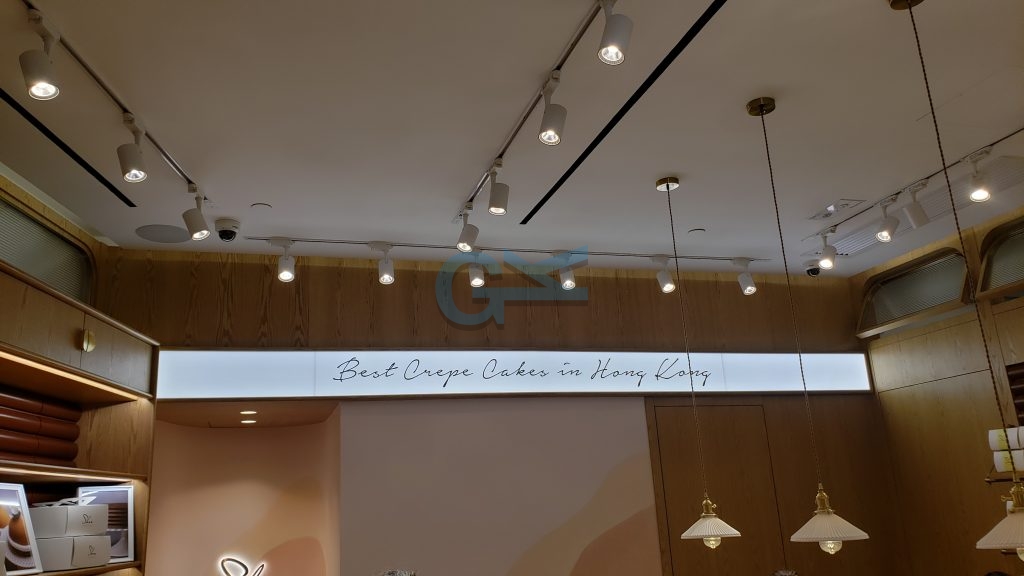 Best Crepe Cakes in Hong Kong